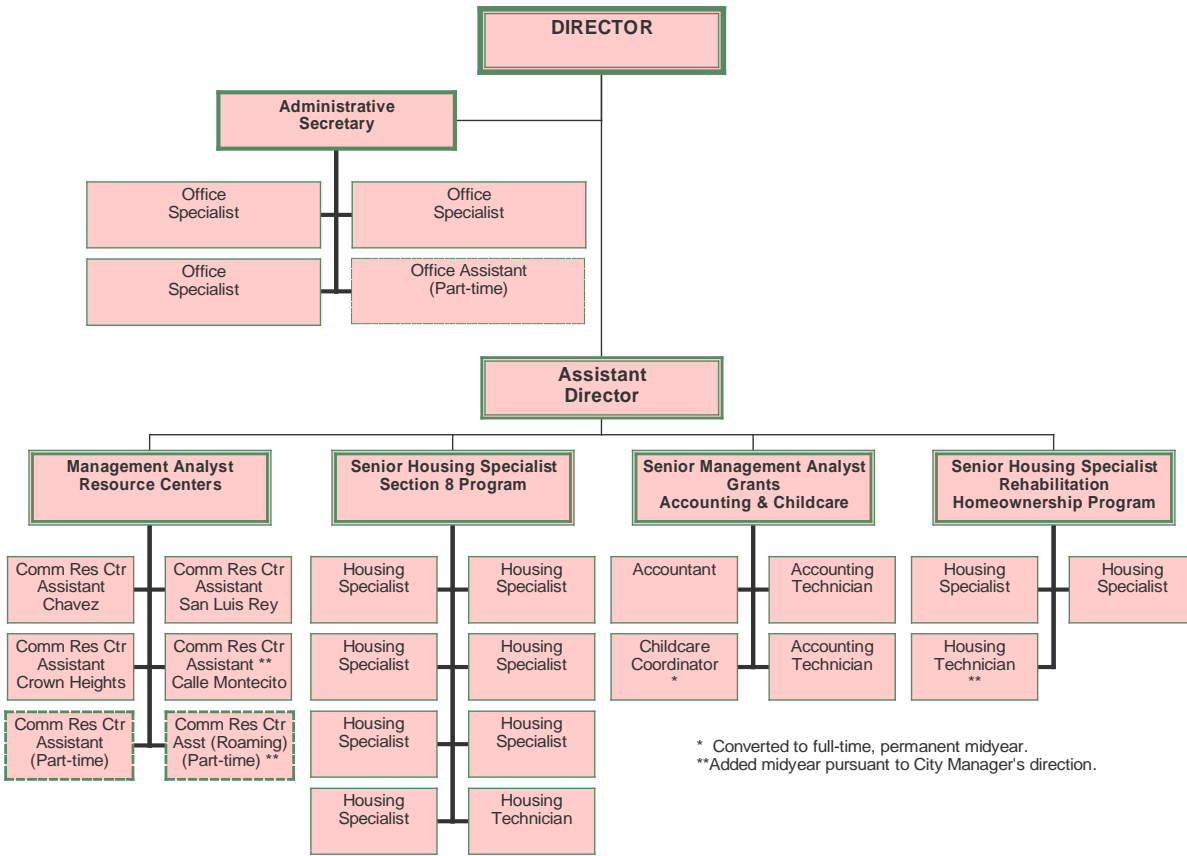 DIRECTOR
Administrative
Secretary
Office
Specialist
Office
Specialist
Office
Specialist
Office Assistant
(Part-time)
Assistant
Director
Management Analyst
Resource Centers
Senior Housing Specialist
Section 8 Program
Senior Management Analyst
Grants
Accounting & Childcare
Senior Housing Specialist
Rehabilitation
Homeownership Program
Comm Res Ctr
Assistant
Chavez
Comm Res Ctr
Assistant
San Luis Rey
Housing
Specialist
Housing
Specialist
Accountant
Accounting
Technician
Housing
Specialist
Housing
Specialist
Comm Res Ctr
Assistant
Crown Heights
Comm Res Ctr
Assistant **
Calle Montecito
Housing
Specialist
Housing
Specialist
Childcare
Coordinator
*
Accounting
Technician
Housing
Technician
**
Comm Res Ctr
Assistant
(Part-time)
Comm Res Ctr
Asst (Roaming)
(Part-time) **
Housing
Specialist
Housing
Specialist
Housing
Specialist
Housing
Technician
* Converted to full-time, permanent midyear.
**Added midyear pursuant to City Manager's direction.